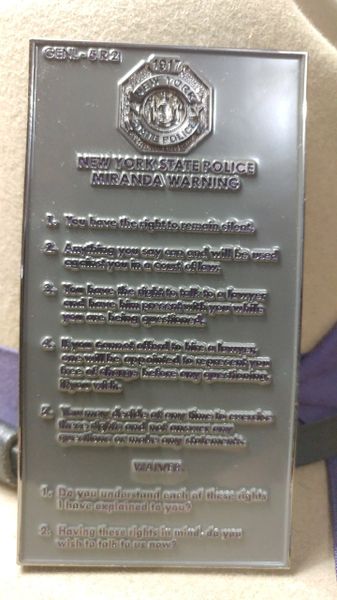 GENL-5 R2
1917
NEW YORK
STATE POLICE
NEW YORK STATE POLICE
MIRANDA WARNING
1. You have the right to remain silent.
2. Anything you say can and will be used
against you in a court of law.
3. You have the right to talk to a lawyer
and have him present with you while
you are being questioned.
4. If you cannot afford to hire a lawyer,
one will be appointed to represent you
free of charge before any questioning,
if you wish.
5. You may decide at any time to exercise
these rights and not answer any
questions or make any statements.
WAIVER
1. Do you understand each of these rights
I have explained to you?
2. Having these rights in mind, do you
wish to talk to us now?